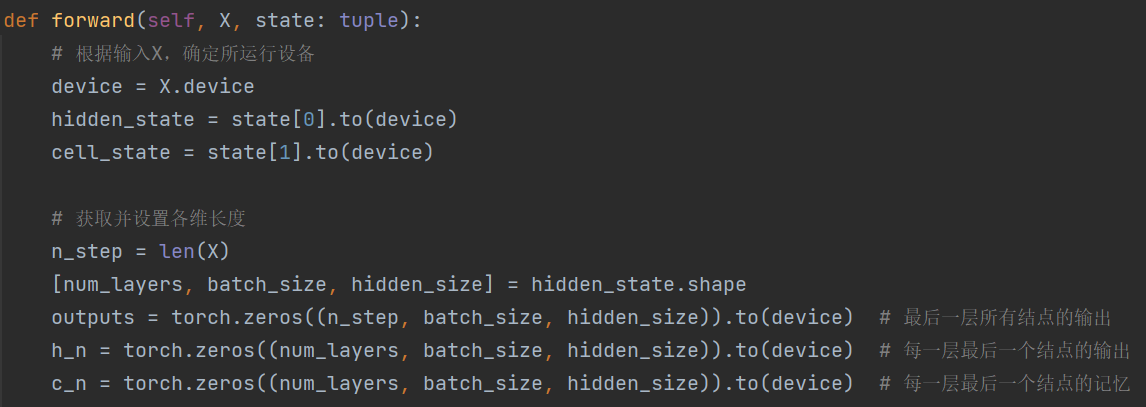 def forward(self, X, state: tuple):
# 根据输入X，确定所运行设备
device = X.device
hidden_state = state[0].to(device)
cell_state = state[1].to(device)
# 获取并设置各维长度
n_step = len(X)
[num_layers, batch_size, hidden_size] = hidden_state.shape
outputs = torch.zeros((n_step, batch_size, hidden_size)).to(device) # 最后一层所有结点的输出
h_n = torch.zeros((num_layers, batch_size, hidden_size)).to(device) # 每一层最后一个结点的输出
c_n = torch.zeros((num_layers, batch_size, hidden_size)).to(device) # 每一层最后一个结点的记忆